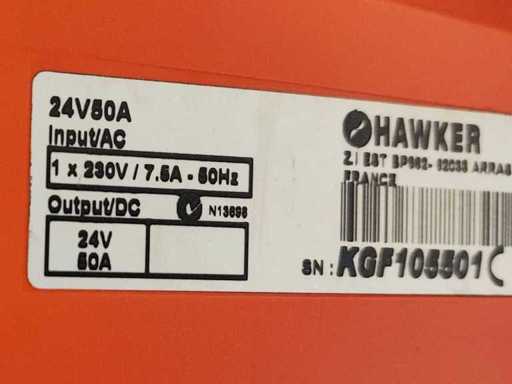 24V50A
Input/AC
1 x 230V / 7.5A - 50Hz
Output/DC N13696
24V
50A
HAWKER
Z.I EST BP962- 62033 ARRAS
FRANCE
SN : KGF105501